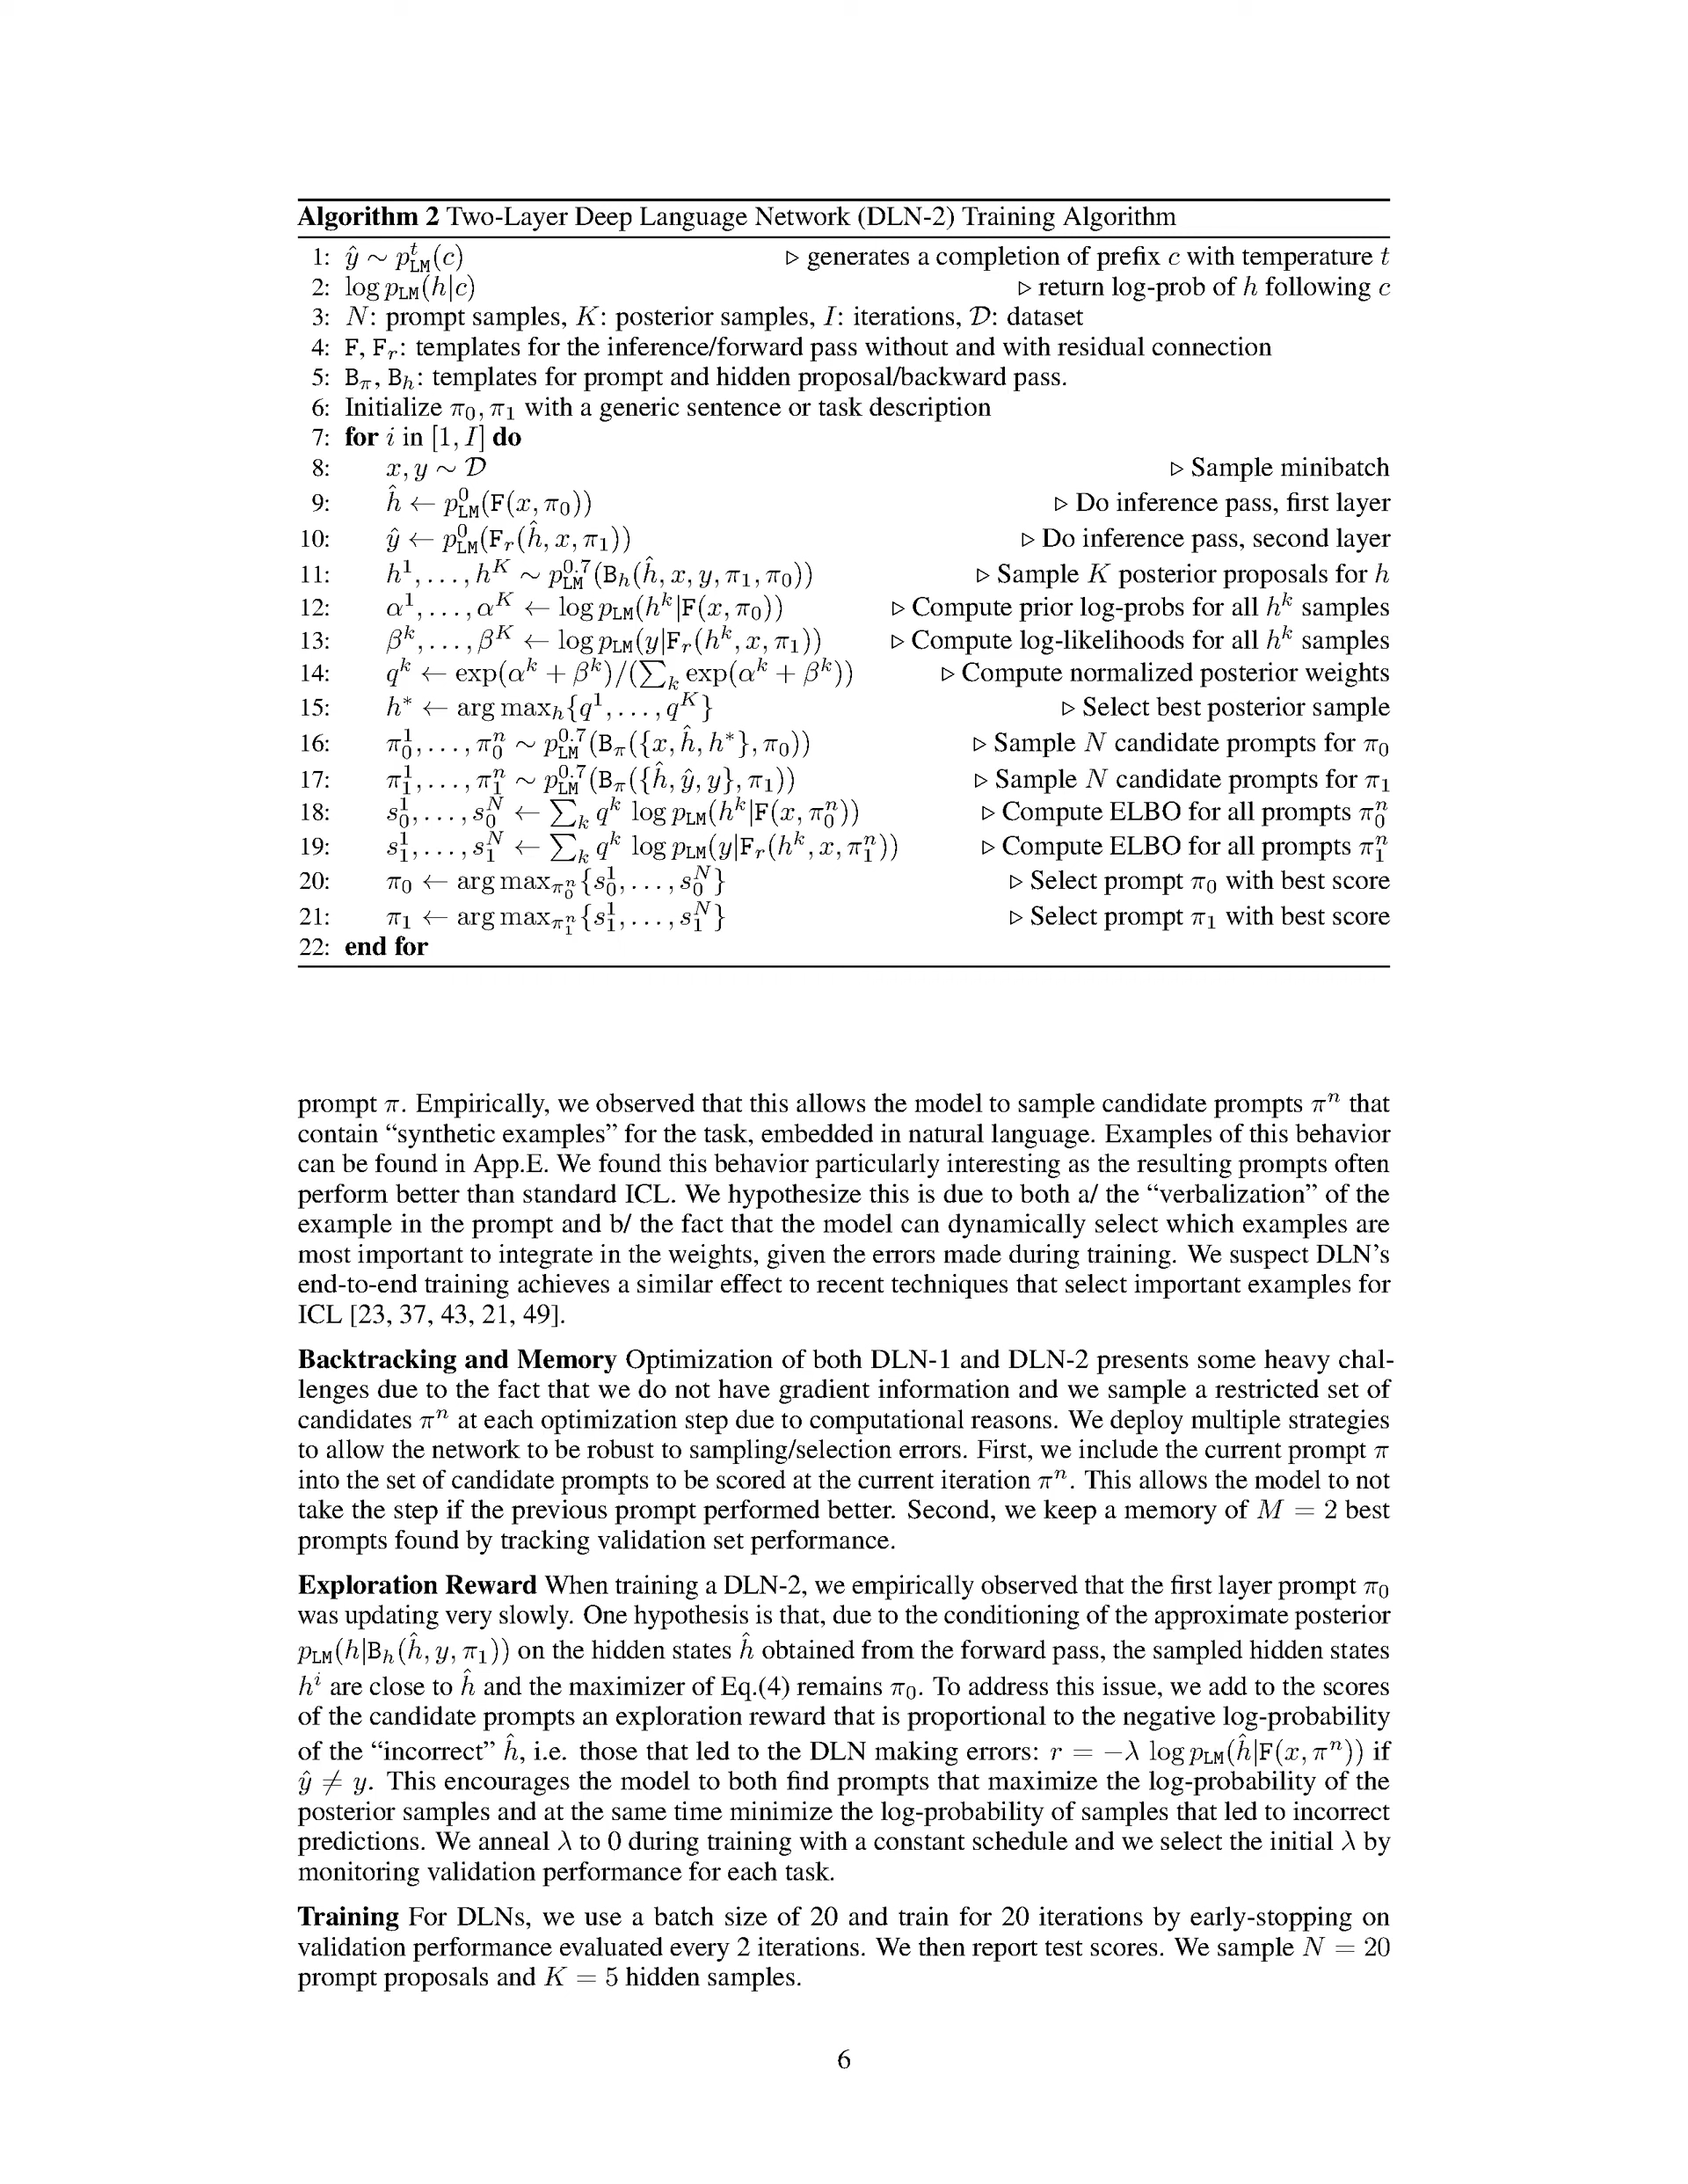 Algorithm 2 Two-Layer Deep Language Network (DLN-2) Training Algorithm
1: ŷ ∼ p^t_LM(c) ▷ generates a completion of prefix c with temperature t
2: log p_LM(h|c) ▷ return log-prob of h following c
3: N: prompt samples, K: posterior samples, I: iterations, 𝒟: dataset
4: F, F_r: templates for the inference/forward pass without and with residual connection
5: B_π, B_h: templates for prompt and hidden proposal/backward pass.
6: Initialize π_0, π_1 with a generic sentence or task description
7: for i in [1, I] do
8: x, y ∼ 𝒟 ▷ Sample minibatch
9: ĥ ← p^0_LM(F(x, π_0)) ▷ Do inference pass, first layer
10: ŷ ← p^0_LM(F_r(ĥ, x, π_1)) ▷ Do inference pass, second layer
11: h^1, . . . , h^K ∼ p^0.7_LM(B_h(ĥ, x, y, π_1, π_0)) ▷ Sample K posterior proposals for h
12: α^1, . . . , α^K ← log p_LM(h^k|F(x, π_0)) ▷ Compute prior log-probs for all h^k samples
13: β^k, . . . , β^K ← log p_LM(y|F_r(h^k, x, π_1)) ▷ Compute log-likelihoods for all h^k samples
14: q^k ← exp(α^k + β^k)/(∑_k exp(α^k + β^k)) ▷ Compute normalized posterior weights
15: h* ← arg max_h{q^1, . . . , q^K} ▷ Select best posterior sample
16: π_0^1, . . . , π_0^n ∼ p^0.7_LM(B_π({x, ĥ, h*}, π_0)) ▷ Sample N candidate prompts for π_0
17: π_1^1, . . . , π_1^n ∼ p^0.7_LM(B_π({ĥ, ŷ, y}, π_1)) ▷ Sample N candidate prompts for π_1
18: s_0^1, . . . , s_0^N ← ∑_k q^k log p_LM(h^k|F(x, π_0^n)) ▷ Compute ELBO for all prompts π_0^n
19: s_1^1, . . . , s_1^N ← ∑_k q^k log p_LM(y|F_r(h^k, x, π_1^n)) ▷ Compute ELBO for all prompts π_1^n
20: π_0 ← arg max_{π_0^n}{s_0^1, . . . , s_0^N} ▷ Select prompt π_0 with best score
21: π_1 ← arg max_{π_1^n}{s_1^1, . . . , s_1^N} ▷ Select prompt π_1 with best score
22: end for
prompt π. Empirically, we observed that this allows the model to sample candidate prompts π^n that
contain “synthetic examples” for the task, embedded in natural language. Examples of this behavior
can be found in App.E. We found this behavior particularly interesting as the resulting prompts often
perform better than standard ICL. We hypothesize this is due to both a/ the “verbalization” of the
example in the prompt and b/ the fact that the model can dynamically select which examples are
most important to integrate in the weights, given the errors made during training. We suspect DLN’s
end-to-end training achieves a similar effect to recent techniques that select important examples for
ICL [23, 37, 43, 21, 49].
Backtracking and Memory Optimization of both DLN-1 and DLN-2 presents some heavy chal-
lenges due to the fact that we do not have gradient information and we sample a restricted set of
candidates π^n at each optimization step due to computational reasons. We deploy multiple strategies
to allow the network to be robust to sampling/selection errors. First, we include the current prompt π
into the set of candidate prompts to be scored at the current iteration π^n. This allows the model to not
take the step if the previous prompt performed better. Second, we keep a memory of M = 2 best
prompts found by tracking validation set performance.
Exploration Reward When training a DLN-2, we empirically observed that the first layer prompt π_0
was updating very slowly. One hypothesis is that, due to the conditioning of the approximate posterior
p_LM(h|B_h(ĥ, y, π_1)) on the hidden states ĥ obtained from the forward pass, the sampled hidden states
h^i are close to ĥ and the maximizer of Eq.(4) remains π_0. To address this issue, we add to the scores
of the candidate prompts an exploration reward that is proportional to the negative log-probability
of the “incorrect” ĥ, i.e. those that led to the DLN making errors: r = −λ log p_LM(ĥ|F(x, π^n)) if
ŷ ≠ y. This encourages the model to both find prompts that maximize the log-probability of the
posterior samples and at the same time minimize the log-probability of samples that led to incorrect
predictions. We anneal λ to 0 during training with a constant schedule and we select the initial λ by
monitoring validation performance for each task.
Training For DLNs, we use a batch size of 20 and train for 20 iterations by early-stopping on
validation performance evaluated every 2 iterations. We then report test scores. We sample N = 20
prompt proposals and K = 5 hidden samples.
6